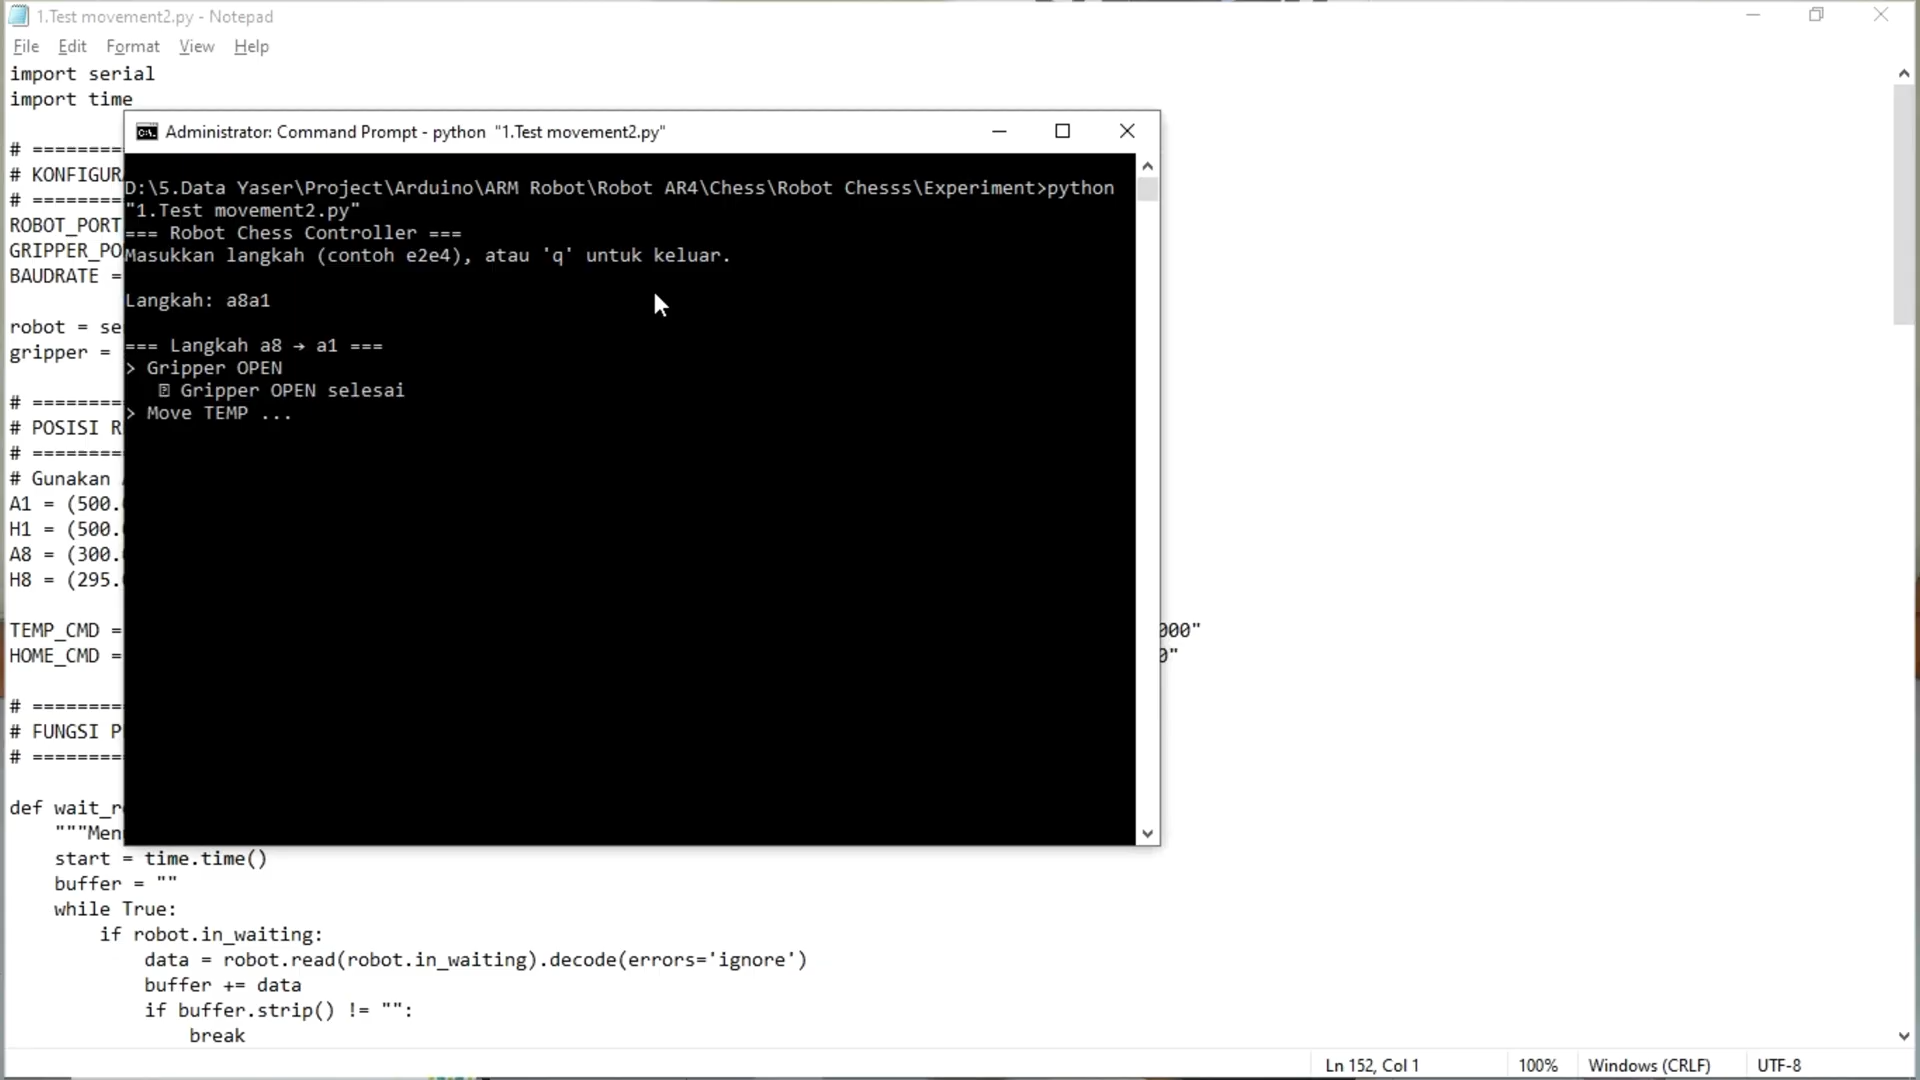 1.Test movement2.py - Notepad
File Edit Format View Help
import serial
import time
# =========
# KONFIGUR
# =========
ROBOT_PORT
GRIPPER_PO
BAUDRATE =
robot = se
gripper =
# =========
# POSISI R
# =========
# Gunakan
A1 = (500.
H1 = (500.
A8 = (300.
H8 = (295.
TEMP_CMD = 000"
HOME_CMD = 0"
# =========
# FUNGSI P
# =========
def wait_r
"""Menu
start = time.time()
buffer = ""
while True:
if robot.in_waiting:
data = robot.read(robot.in_waiting).decode(errors='ignore')
buffer += data
if buffer.strip() != "":
break
Administrator: Command Prompt - python "1.Test movement2.py"
D:\5.Data Yaser\Project\Arduino\ARM Robot\Robot AR4\Chess\Robot Chesss\Experiment>python
"1.Test movement2.py"
=== Robot Chess Controller ===
Masukkan langkah (contoh e2e4), atau 'q' untuk keluar.
Langkah: a8a1
=== Langkah a8 → a1 ===
> Gripper OPEN
Gripper OPEN selesai
> Move TEMP ...
Ln 152, Col 1 100% Windows (CRLF) UTF-8